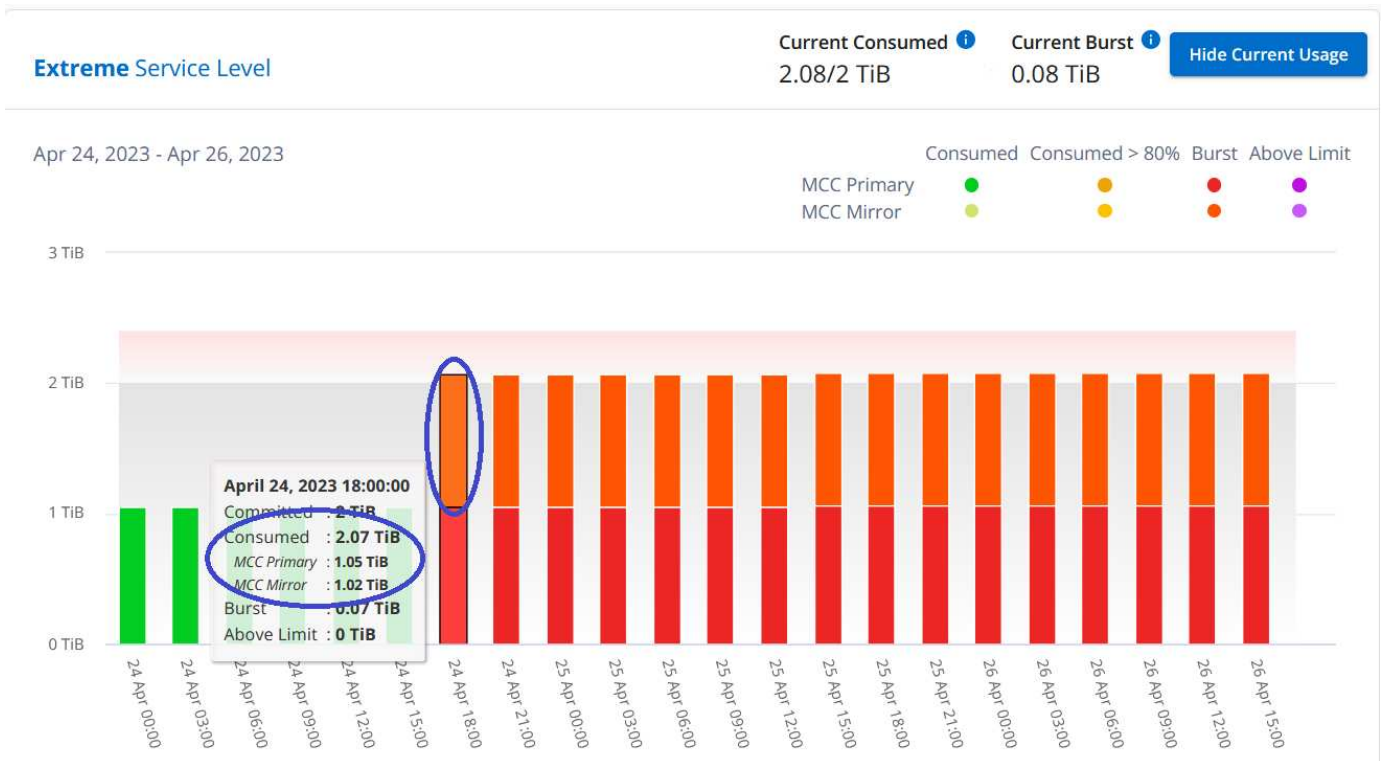 Extreme Service Level
Current Consumed i
2.08/2 TiB
Current Burst i
0.08 TiB
Hide Current Usage
Apr 24, 2023 - Apr 26, 2023
Consumed Consumed > 80% Burst Above Limit
MCC Primary
MCC Mirror
3 TiB
2 TiB
1 TiB
0 TiB
April 24, 2023 18:00:00
Committed : 2 TiB
Consumed : 2.07 TiB
MCC Primary : 1.05 TiB
MCC Mirror : 1.02 TiB
Burst : 0.07 TiB
Above Limit : 0 TiB
24 Apr 00:00
24 Apr 03:00
24 Apr 06:00
24 Apr 09:00
24 Apr 12:00
24 Apr 15:00
24 Apr 18:00
24 Apr 21:00
25 Apr 00:00
25 Apr 03:00
25 Apr 06:00
25 Apr 09:00
25 Apr 12:00
25 Apr 15:00
25 Apr 18:00
25 Apr 21:00
26 Apr 00:00
26 Apr 03:00
26 Apr 06:00
26 Apr 09:00
26 Apr 12:00
26 Apr 15:00